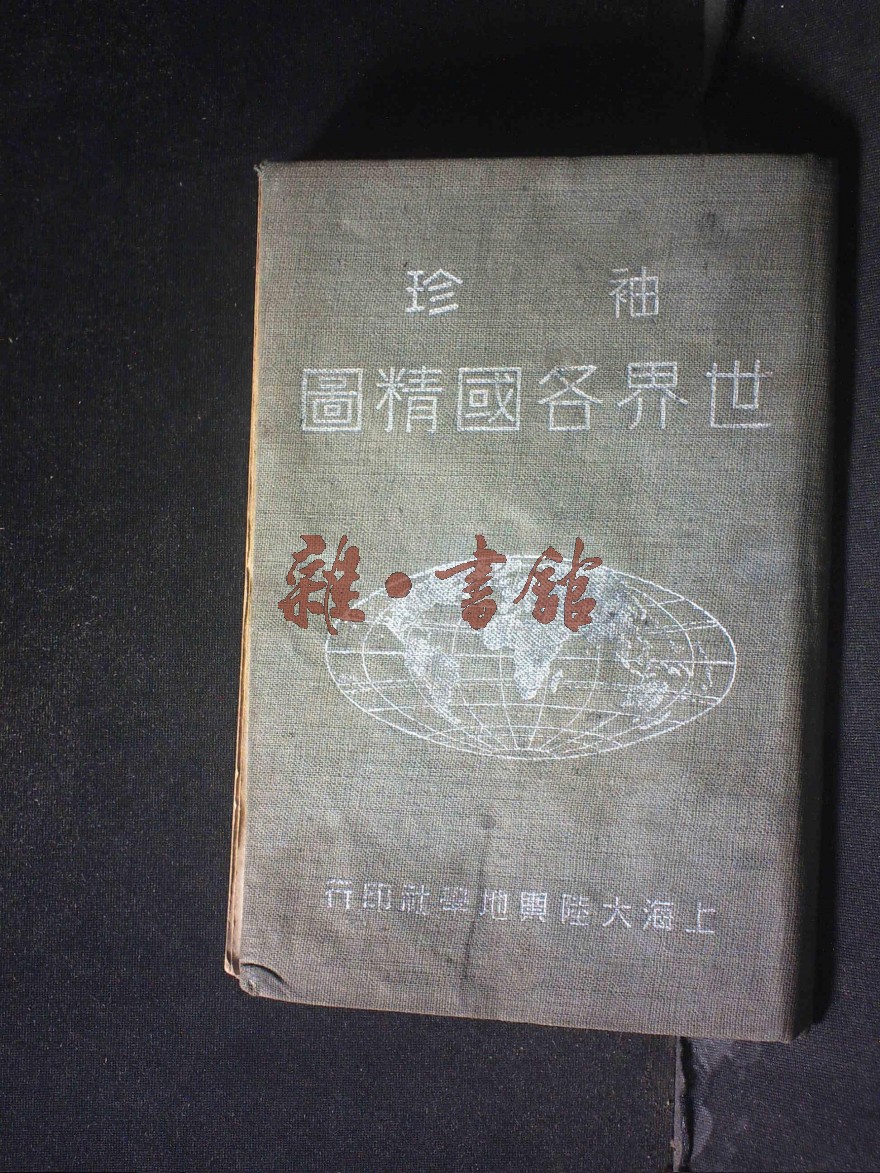 袖珍
世界各國精圖
雜·書館
上海大陸輿地學社印行